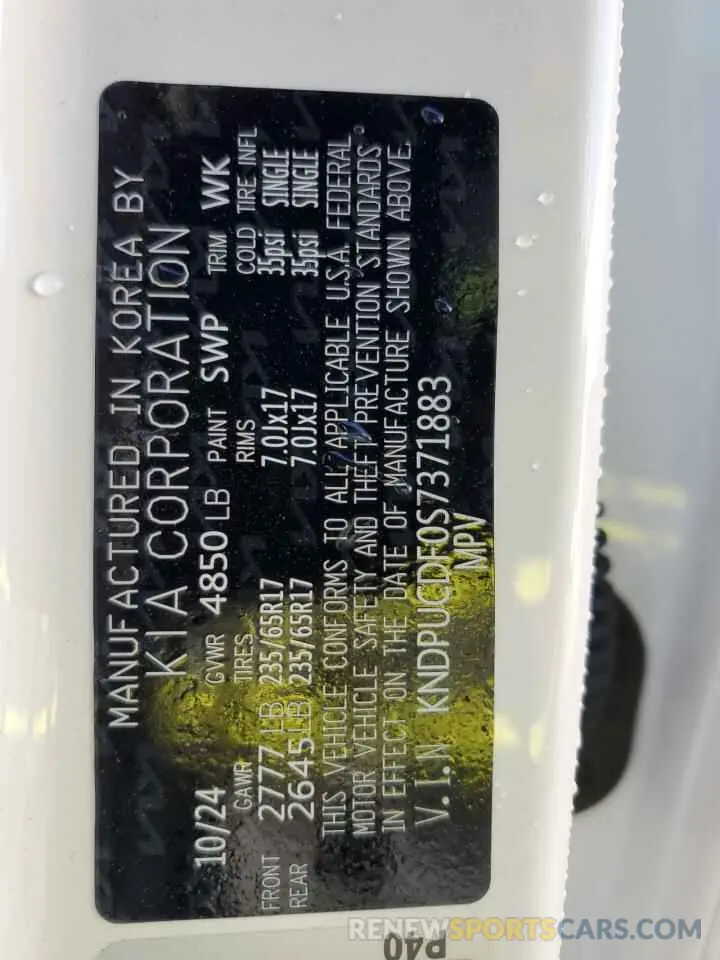 MANUFACTURED IN KOREA BY
KIA CORPORATION
10/24 GVWR 4850 LB PAINT SWP TRIM WK
GAWR TIRES RIMS COLD TIRE INFL
FRONT 2777 LB 235/65R17 7.0Jx17 35psi SINGLE
REAR 2645 LB 235/65R17 7.0Jx17 35psi SINGLE
THIS VEHICLE CONFORMS TO ALL APPLICABLE U.S.A. FEDERAL
MOTOR VEHICLE SAFETY AND THEFT PREVENTION STANDARDS
IN EFFECT ON THE DATE OF MANUFACTURE SHOWN ABOVE.
V.I.N KNDPUCDF0S7371883
MPV
P40
RENEWSPORTSCARS.COM